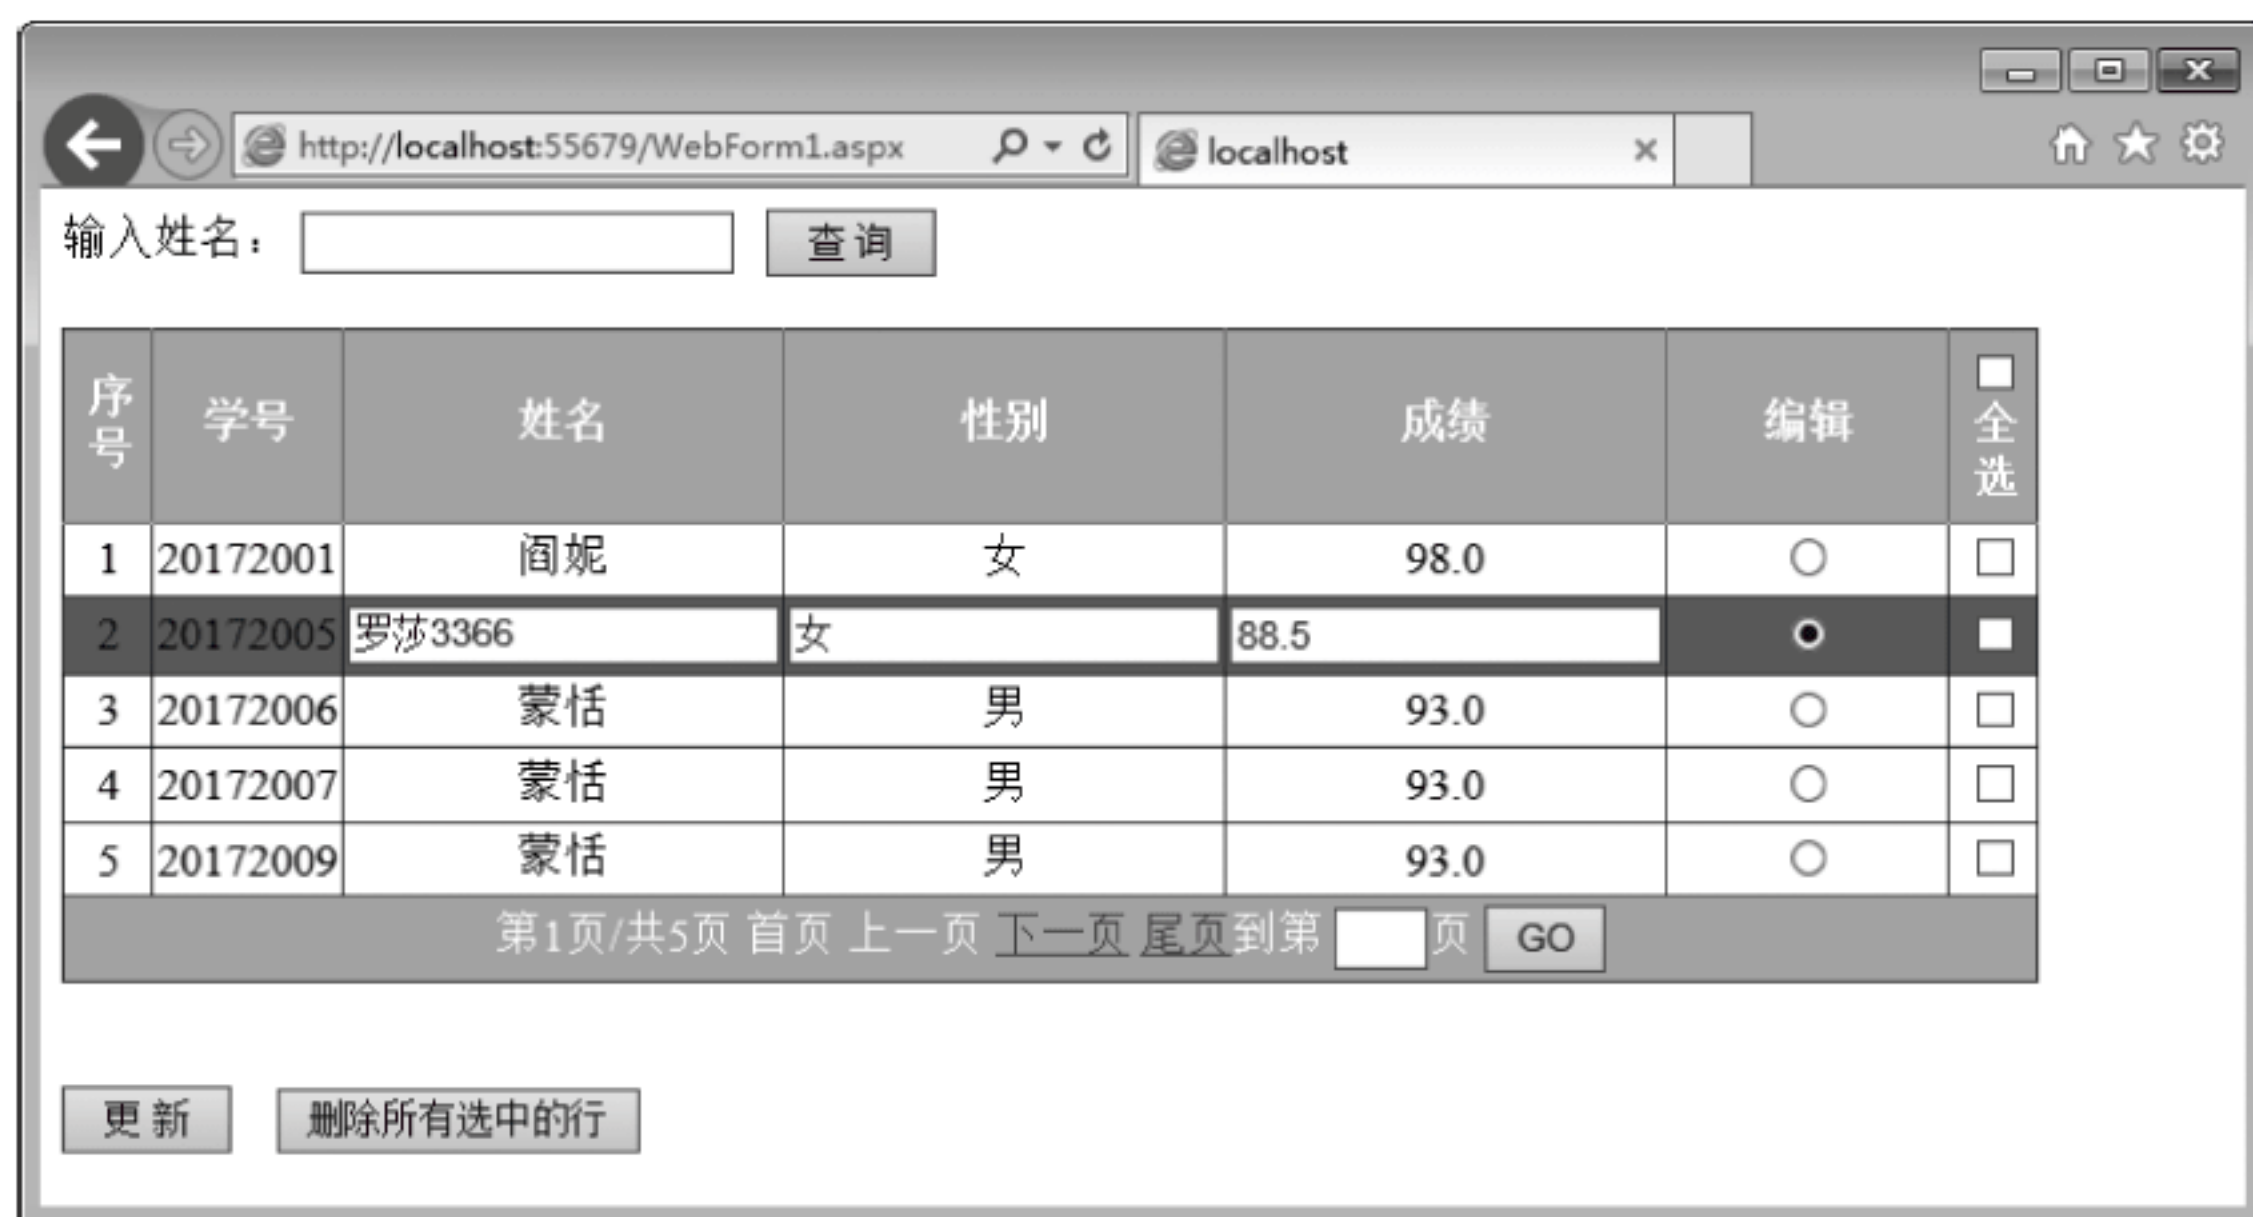 http://localhost:55679/WebForm1.aspx localhost
输入姓名： 查询
序号 学号 姓名 性别 成绩 编辑 全选
1 20172001 阎妮 女 98.0
2 20172005 罗莎3366 女 88.5
3 20172006 蒙恬 男 93.0
4 20172007 蒙恬 男 93.0
5 20172009 蒙恬 男 93.0
第1页/共5页 首页 上一页 下一页 尾页到第 页 GO
更新 删除所有选中的行